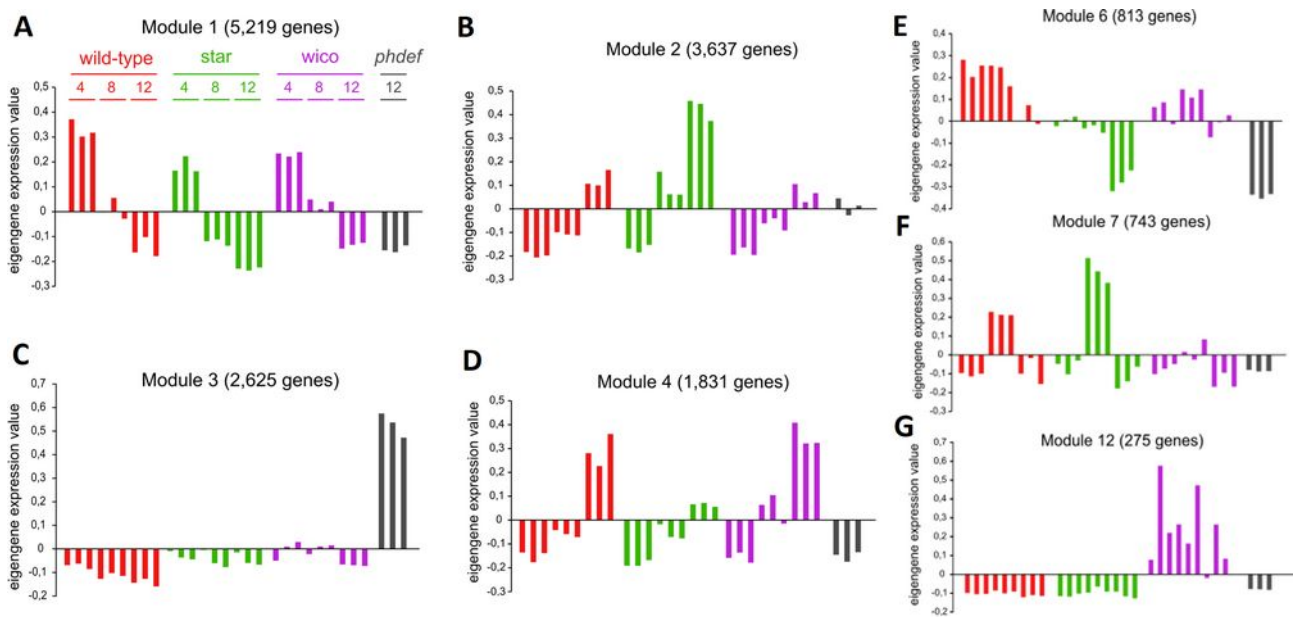 A
Module 1 (5,219 genes)
wild-type star wico phdef
4 8 12 4 8 12 4 8 12 12
eigengene expression value
0,5
0,4
0,3
0,2
0,1
0
-0,1
-0,2
-0,3
B
Module 2 (3,637 genes)
eigengene expression value
0,5
0,4
0,3
0,2
0,1
0
-0,1
-0,2
-0,3
C
Module 3 (2,625 genes)
eigengene expression value
0,7
0,6
0,5
0,4
0,3
0,2
0,1
0
-0,1
-0,2
D
Module 4 (1,831 genes)
eigengene expression value
0,5
0,4
0,3
0,2
0,1
0
-0,1
-0,2
-0,3
E
Module 6 (813 genes)
eigengene expression value
0,4
0,3
0,2
0,1
0
-0,1
-0,2
-0,3
-0,4
F
Module 7 (743 genes)
eigengene expression value
0,6
0,5
0,4
0,3
0,2
0,1
0
-0,1
-0,2
-0,3
G
Module 12 (275 genes)
eigengene expression value
0,7
0,6
0,5
0,4
0,3
0,2
0,1
0
-0,1
-0,2